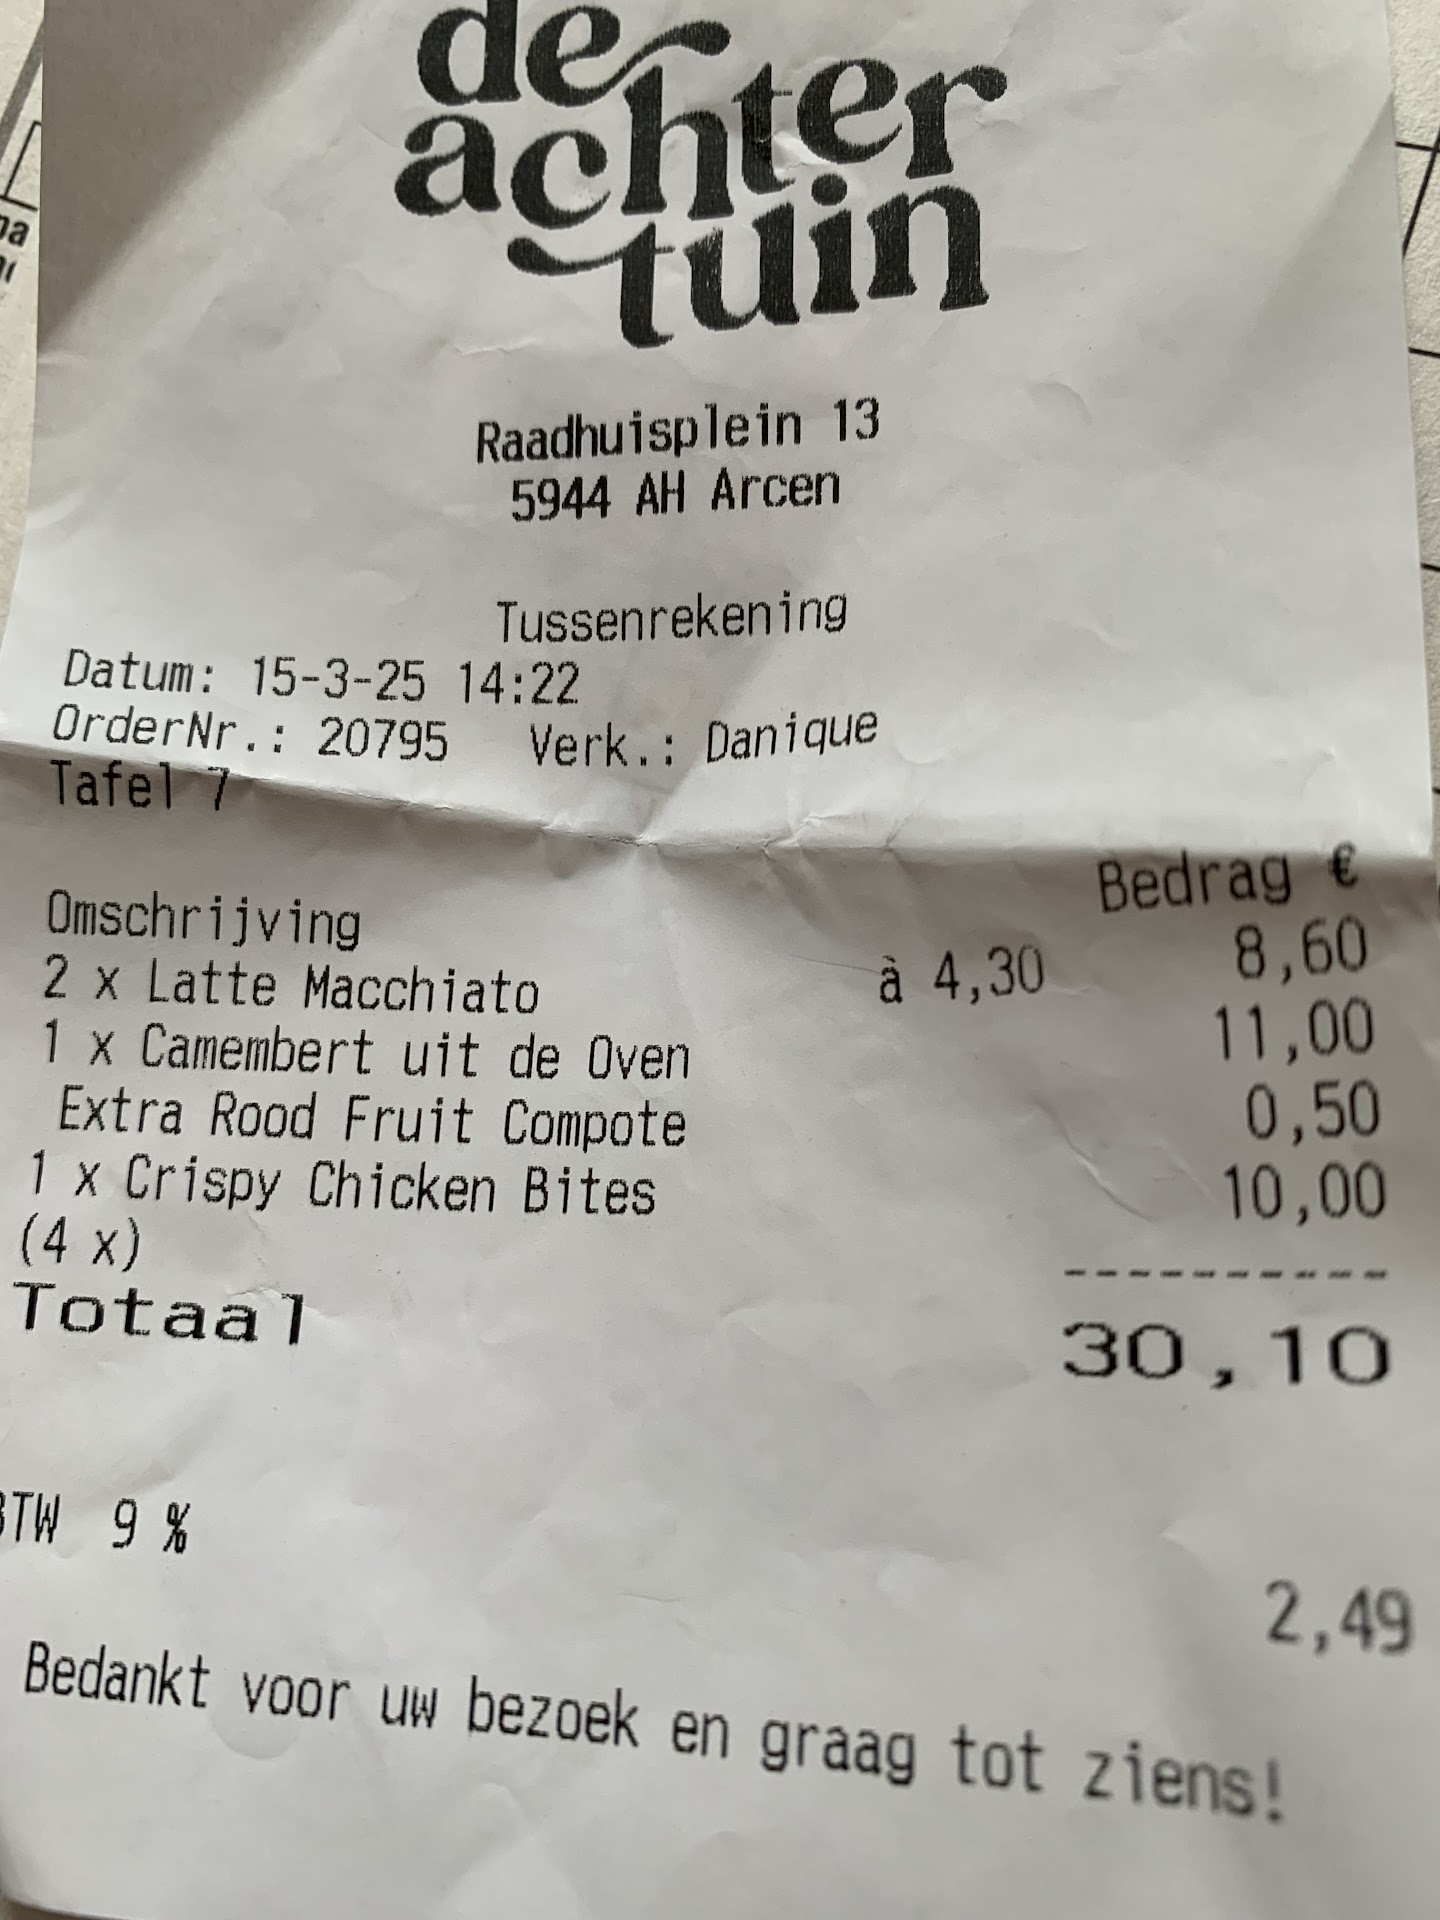 de
achter
tuin
Raadhuisplein 13
5944 AH Arcen
Tussenrekening
Datum: 15-3-25 14:22
OrderNr.: 20795 Verk.: Danique
Tafel 7
Omschrijving Bedrag €
2 x Latte Macchiato à 4,30 8,60
1 x Camembert uit de Oven 11,00
Extra Rood Fruit Compote 0,50
1 x Crispy Chicken Bites 10,00
(4 x)
----------
Totaal 30,10
BTW 9 %
2,49
Bedankt voor uw bezoek en graag tot ziens!